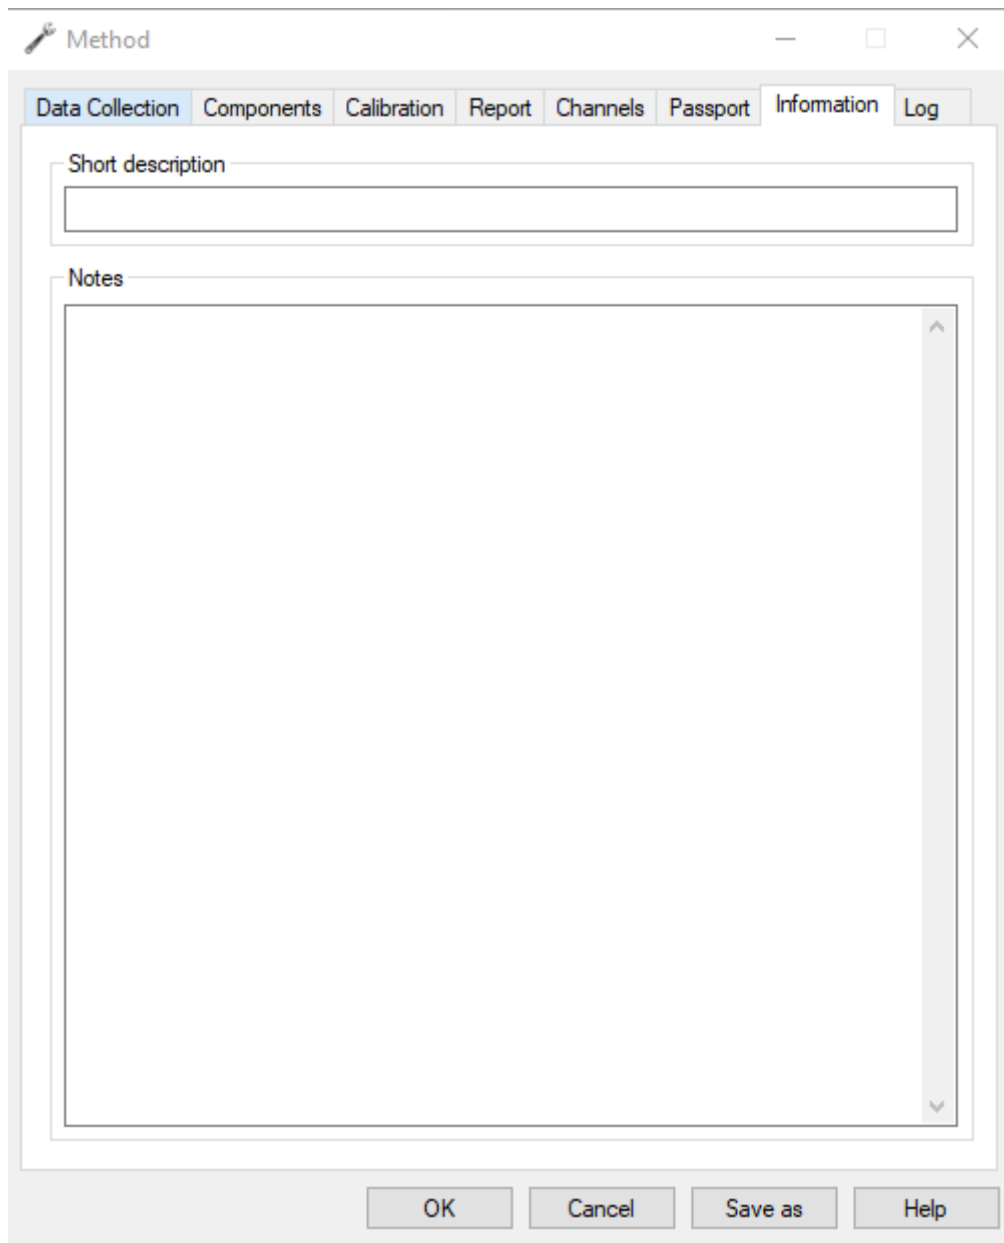 Method
Data Collection Components Calibration Report Channels Passport Information Log
Short description
Notes
OK Cancel Save as Help